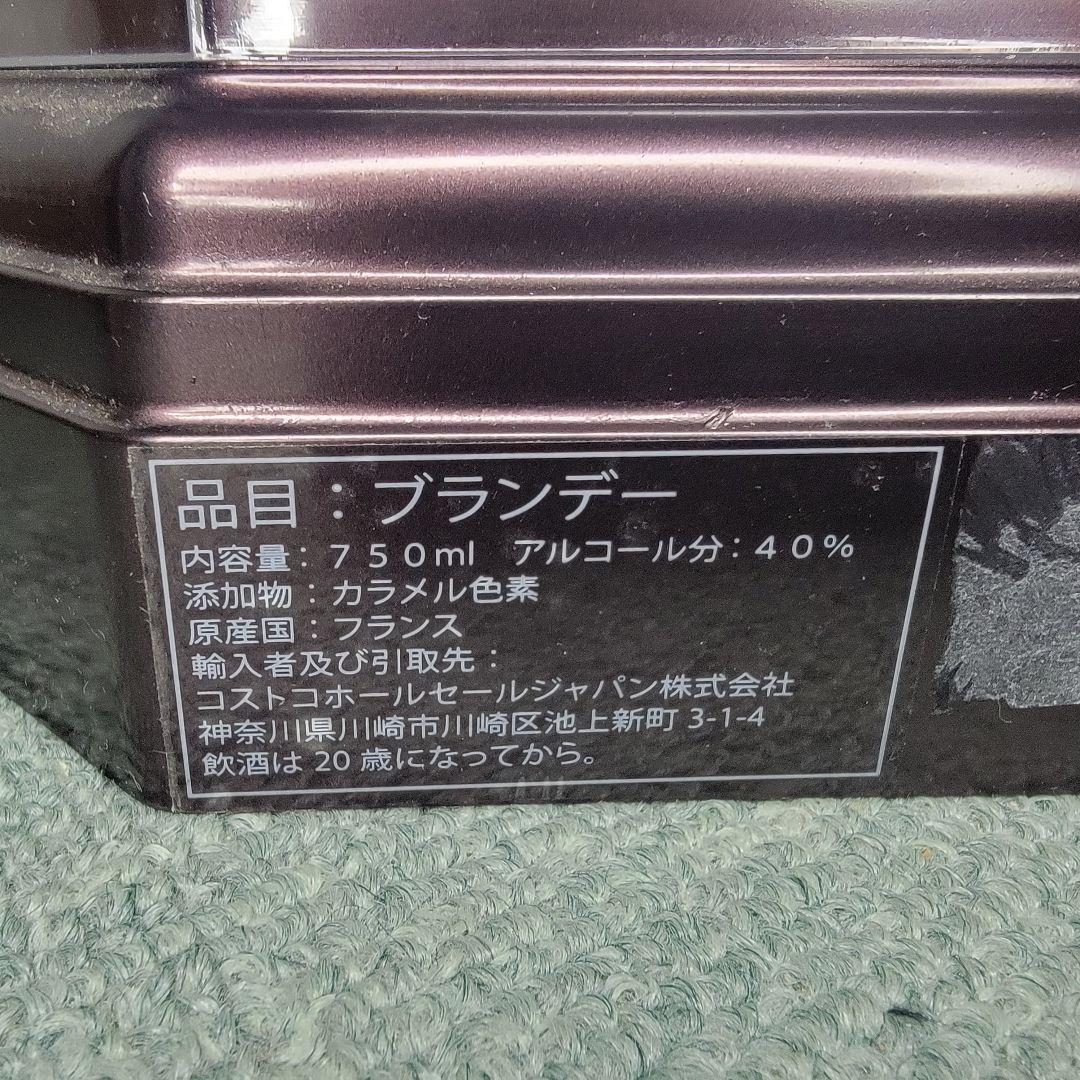 品目：ブランデー
内容量：７５０ml　アルコール分：４０％
添加物：カラメル色素
原産国：フランス
輸入者及び引取先：
コストコホールセールジャパン株式会社
神奈川県川崎市川崎区池上新町 3-1-4
飲酒は 20 歳になってから。